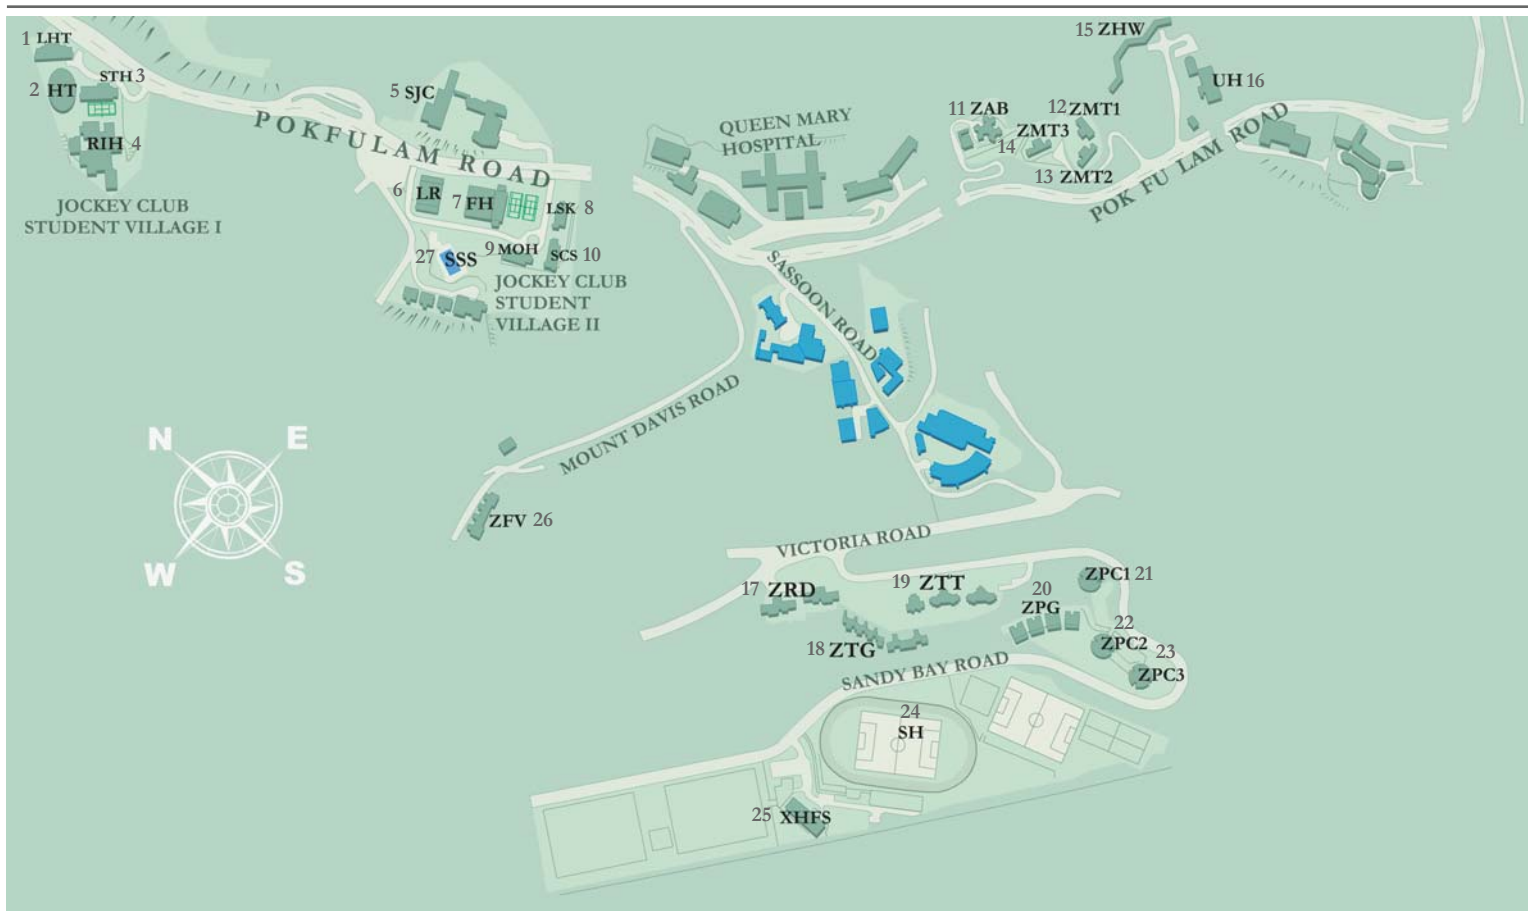 1 LHT
2 HT
STH 3
RIH 4
JOCKEY CLUB
STUDENT VILLAGE I
5 SJC
POKFULAM ROAD
6 LR
7 FH
LSK 8
9 MOH
SCS 10
27 SSS
JOCKEY CLUB
STUDENT
VILLAGE II
QUEEN MARY
HOSPITAL
11 ZAB
12 ZMT1
ZMT3
14
13 ZMT2
15 ZHW
UH 16
POK FU LAM ROAD
SASSOON ROAD
MOUNT DAVIS ROAD
N
E
W
S
ZFV 26
VICTORIA ROAD
17 ZRD
18 ZTG
19 ZTT
20
ZPG
ZPC1 21
22
ZPC2
23
ZPC3
SANDY BAY ROAD
24
SH
25 XHFS